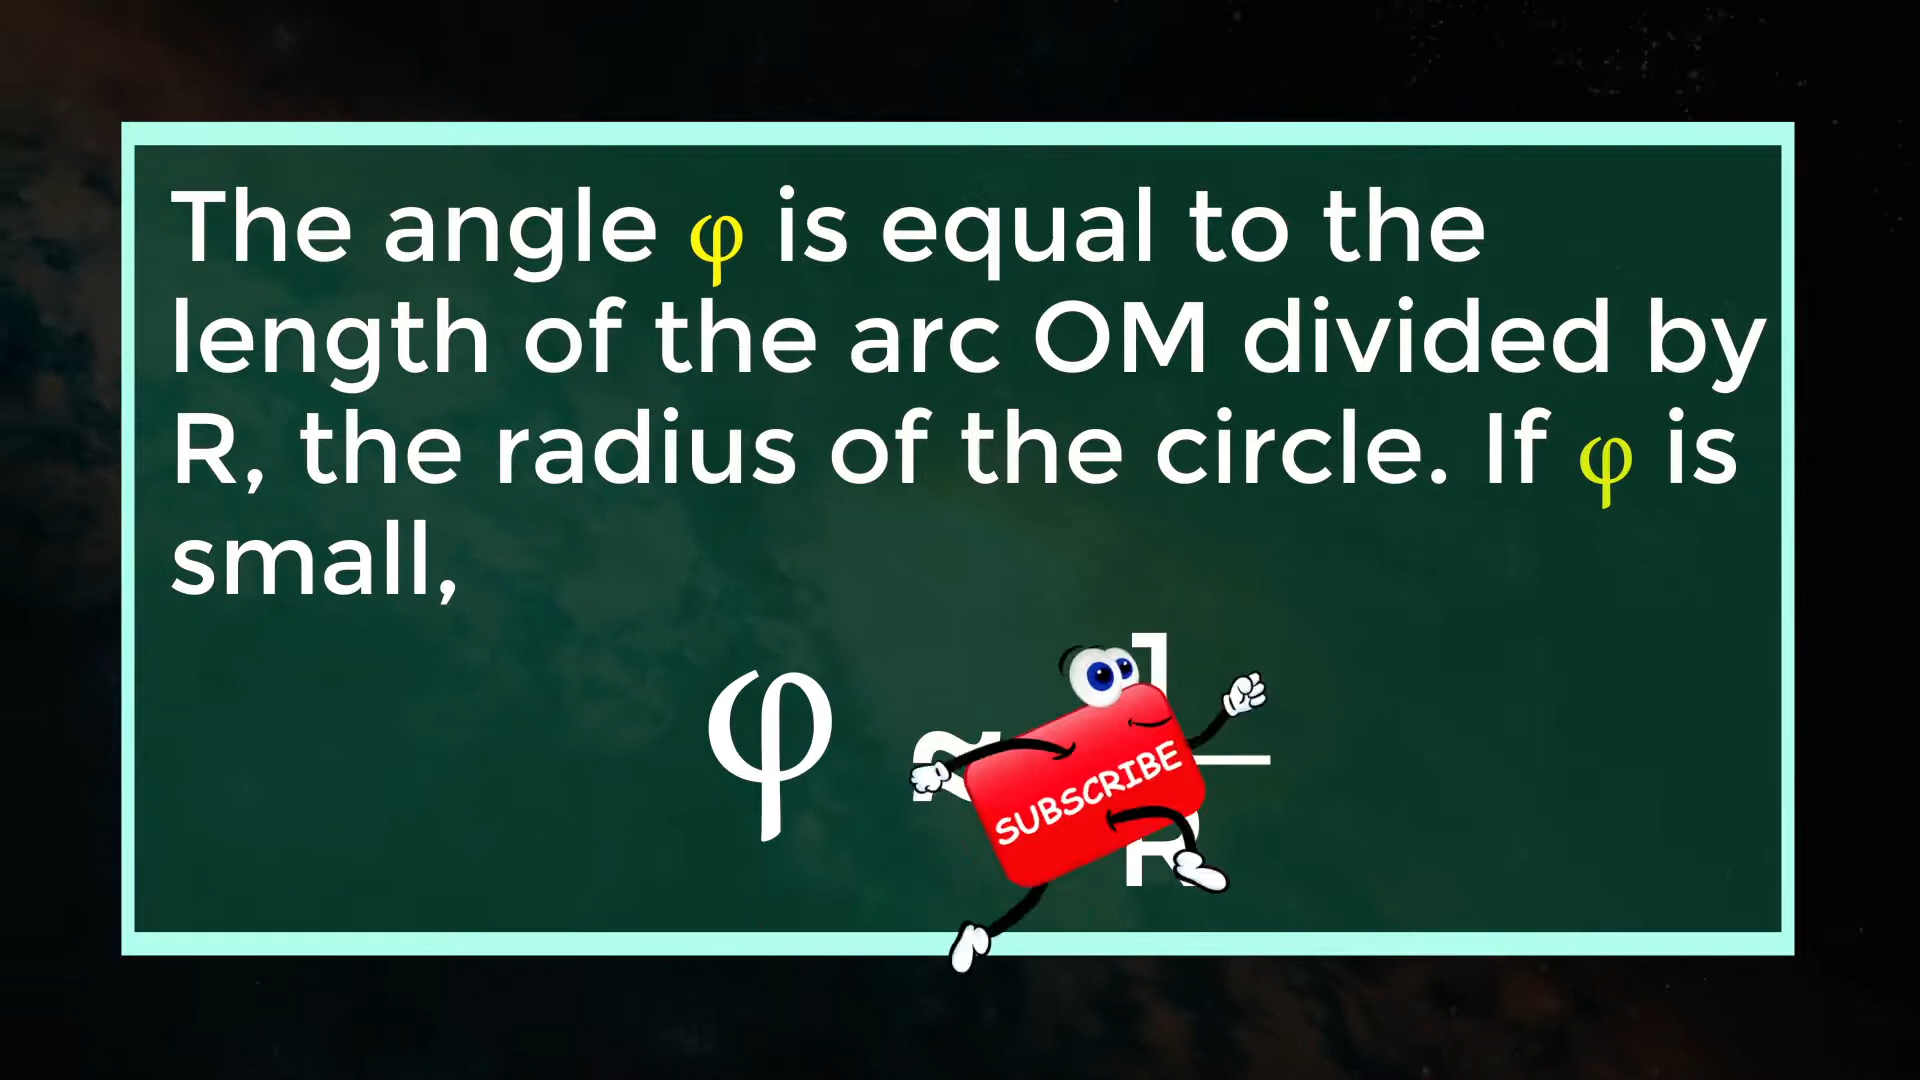 The angle φ is equal to the
length of the arc OM divided by
R, the radius of the circle. If φ is
small,
φ ≈
R
SUBSCRIBE